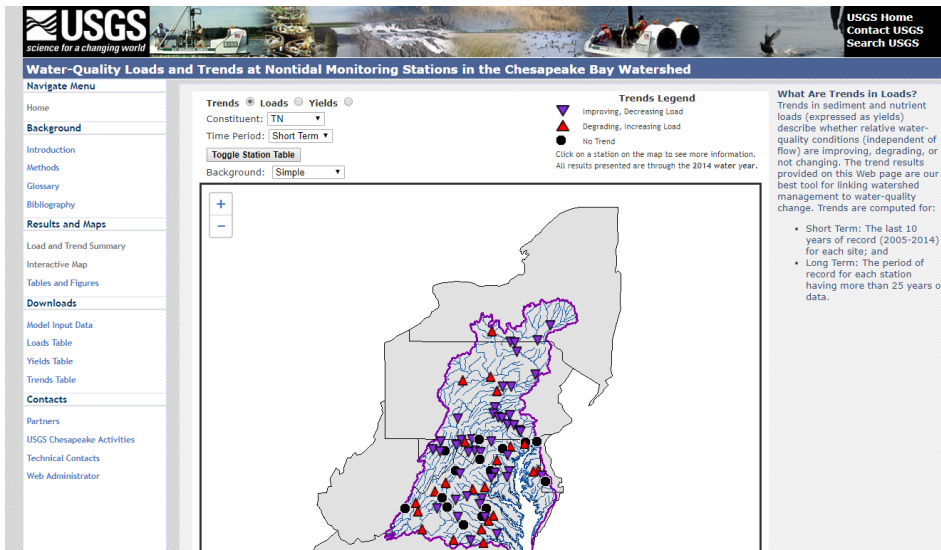 USGS
science for a changing world
USGS Home
Contact USGS
Search USGS
Water-Quality Loads and Trends at Nontidal Monitoring Stations in the Chesapeake Bay Watershed
Navigate Menu
Home
Background
Introduction
Methods
Glossary
Bibliography
Results and Maps
Load and Trend Summary
Interactive Map
Tables and Figures
Downloads
Model Input Data
Loads Table
Yields Table
Trends Table
Contacts
Partners
USGS Chesapeake Activities
Technical Contacts
Web Administrator
Trends Loads Yields
Constituent: TN
Time Period: Short Term
Toggle Station Table
Background: Simple
Trends Legend
Improving, Decreasing Load
Degrading, Increasing Load
No Trend
Click on a station on the map to see more information.
All results presented are through the 2014 water year.
+
−
What Are Trends in Loads?
Trends in sediment and nutrient
loads (expressed as yields)
describe whether relative water-
quality conditions (independent of
flow) are improving, degrading, or
not changing. The trend results
provided on this Web page are our
best tool for linking watershed
management to water-quality
change. Trends are computed for:
• Short Term: The last 10
years of record (2005-2014)
for each site; and
• Long Term: The period of
record for each station
having more than 25 years o
data.